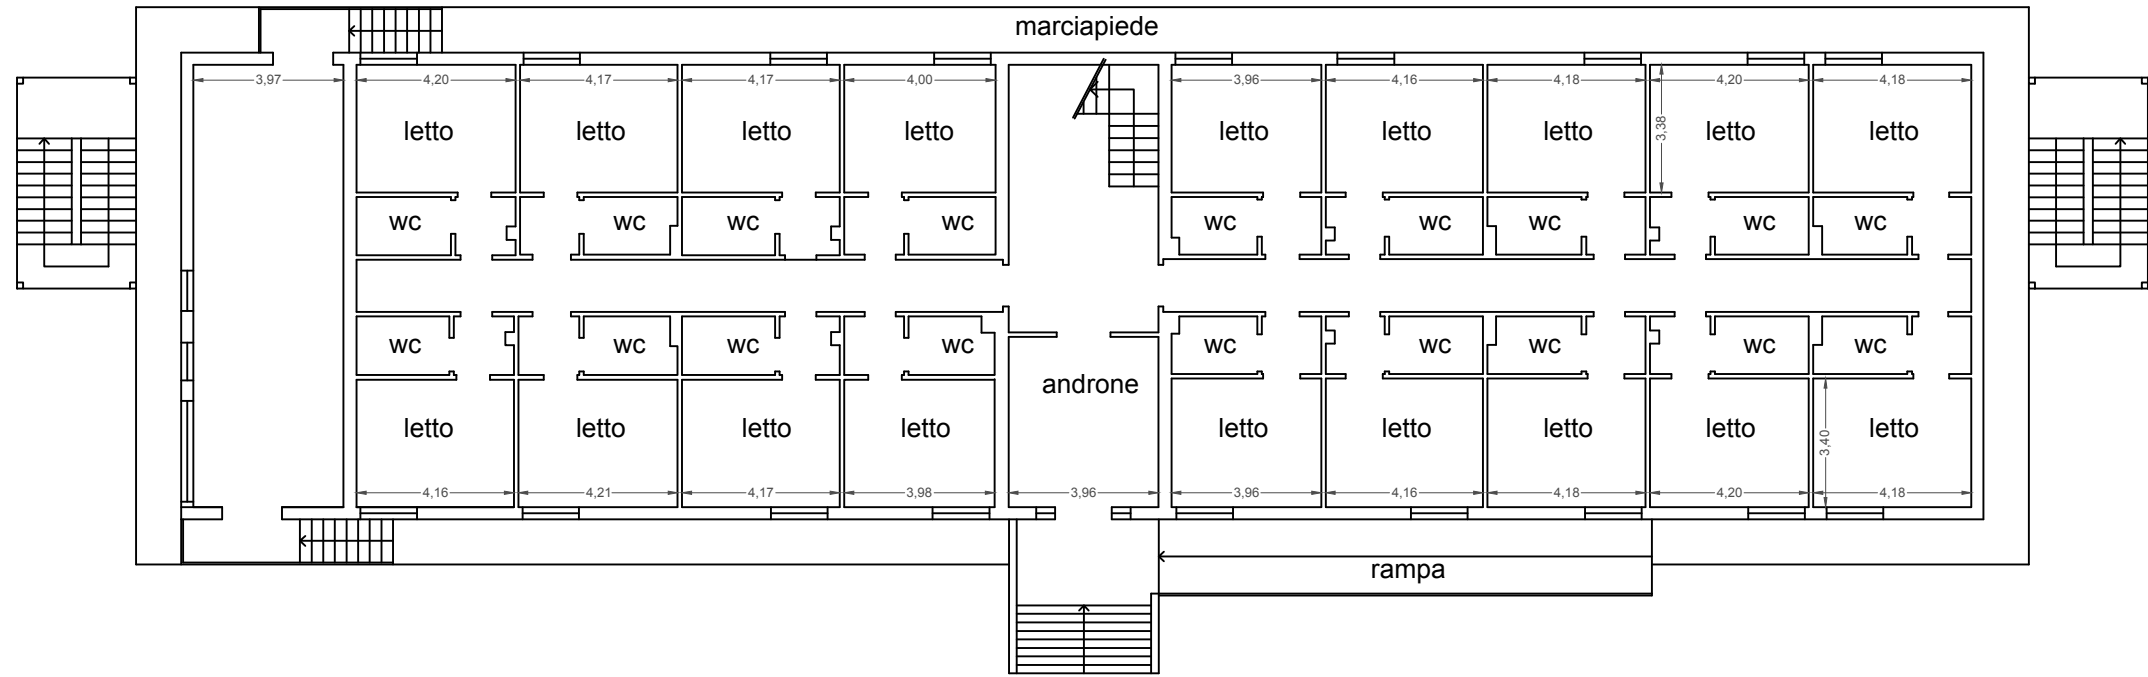 marciapiede
3,97 4,20 4,17 4,17 4,00 3,96 4,16 4,18 4,20 4,18
letto letto letto letto letto letto letto letto letto
3,38
wc wc wc wc wc wc wc wc wc
wc wc wc wc wc wc wc wc wc
androne
letto letto letto letto letto letto letto letto letto
3,40
4,16 4,21 4,17 3,98 3,96 3,96 4,16 4,18 4,20 4,18
rampa